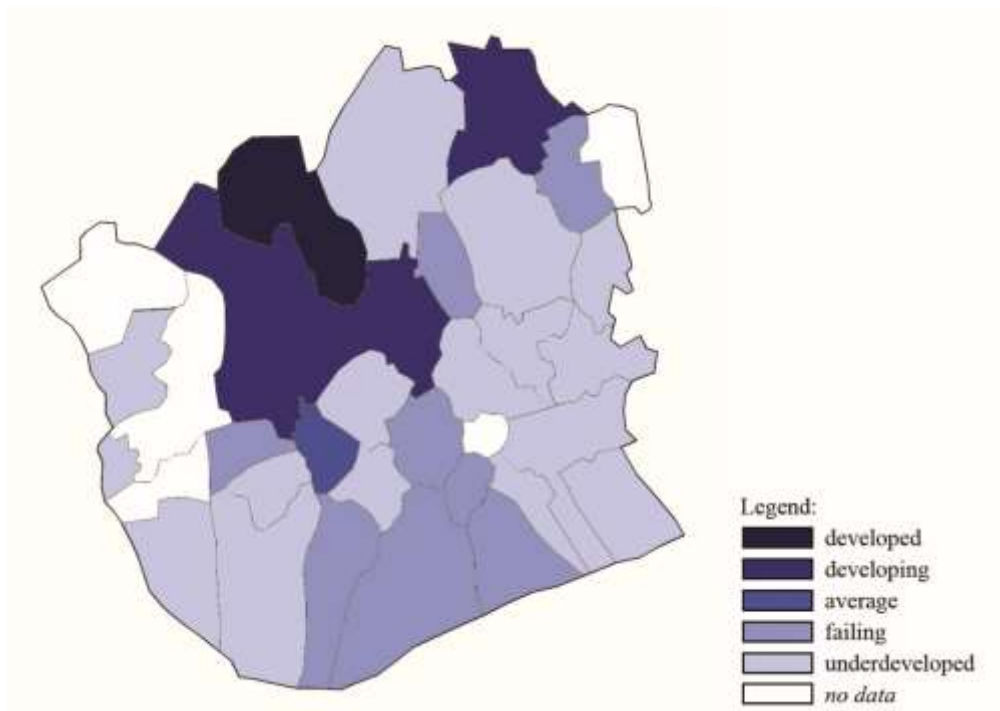 Legend:
developed
developing
average
failing
underdeveloped
no data